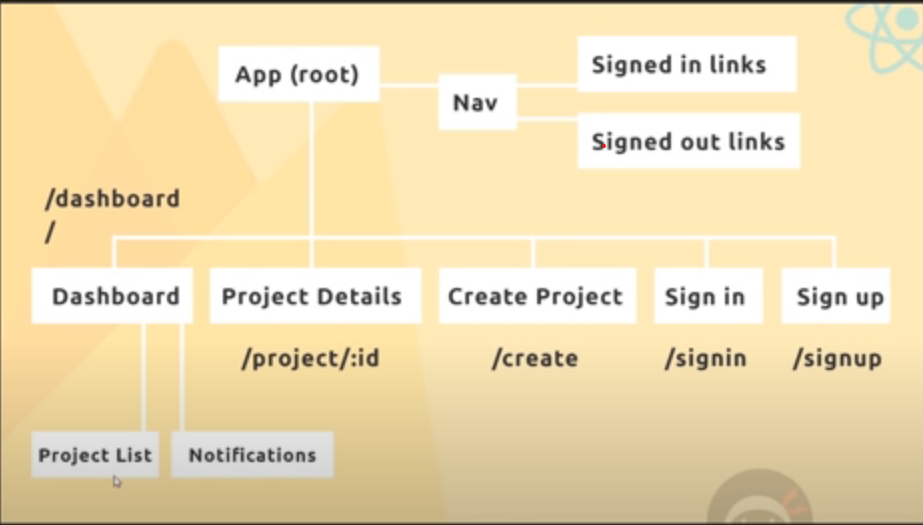 App (root)
Nav
Signed in links
Signed out links
/dashboard
/
Dashboard
Project Details
Create Project
Sign in
Sign up
/project/:id
/create
/signin
/signup
Project List
Notifications